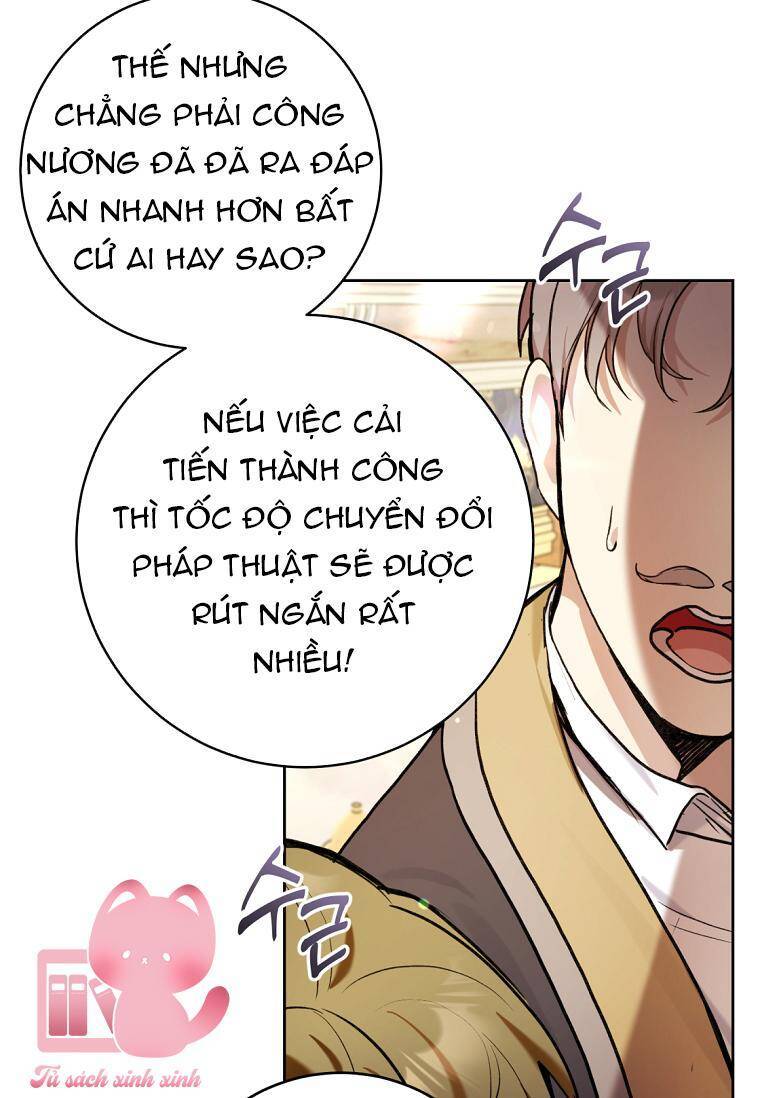 THẾ NHƯNG
CHẲNG PHẢI CÔNG
NƯƠNG ĐÃ ĐÃ RA ĐÁP
ÁN NHANH HƠN BẤT
CỨ AI HAY SAO?
수근
NẾU VIỆC CẢI
TIẾN THÀNH CÔNG
THÌ TỐC ĐỘ CHUYỂN ĐỔI
PHÁP THUẬT SẼ ĐƯỢC
RÚT NGẮN RẤT
NHIỀU!
수근
Tủ sách xinh xinh